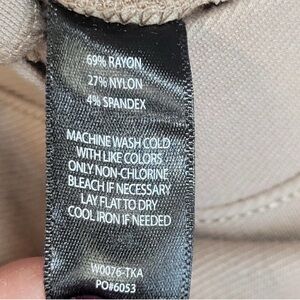 69% RAYON
27% NYLON
4% SPANDEX
MACHINE WASH COLD
WITH LIKE COLORS
ONLY NON-CHLORINE
BLEACH IF NECESSARY
LAY FLAT TO DRY
COOL IRON IF NEEDED
W0076-TKA
PO#6053